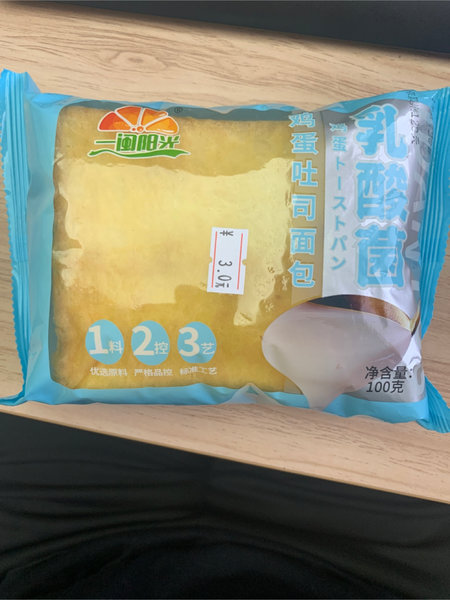 一闽阳光
®
乳酸菌
鸡蛋吐司面包
鸡蛋トーストパン
¥
3.0元
1料
2控
3艺
优选原料
严格品控
标准工艺
净含量:
100克